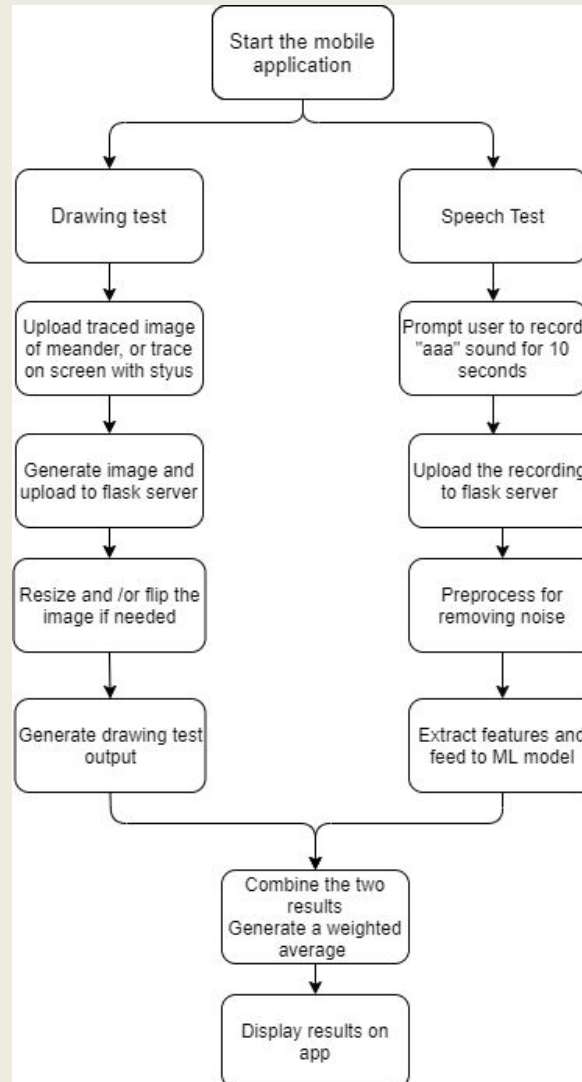 Start the mobile
application
Drawing test
Speech Test
Upload traced image
of meander, or trace
on screen with styus
Prompt user to record
"aaa" sound for 10
seconds
Generate image and
upload to flask server
Upload the recording
to flask server
Resize and /or flip the
image if needed
Preprocess for
removing noise
Generate drawing test
output
Extract features and
feed to ML model
Combine the two
results
Generate a weighted
average
Display results on
app